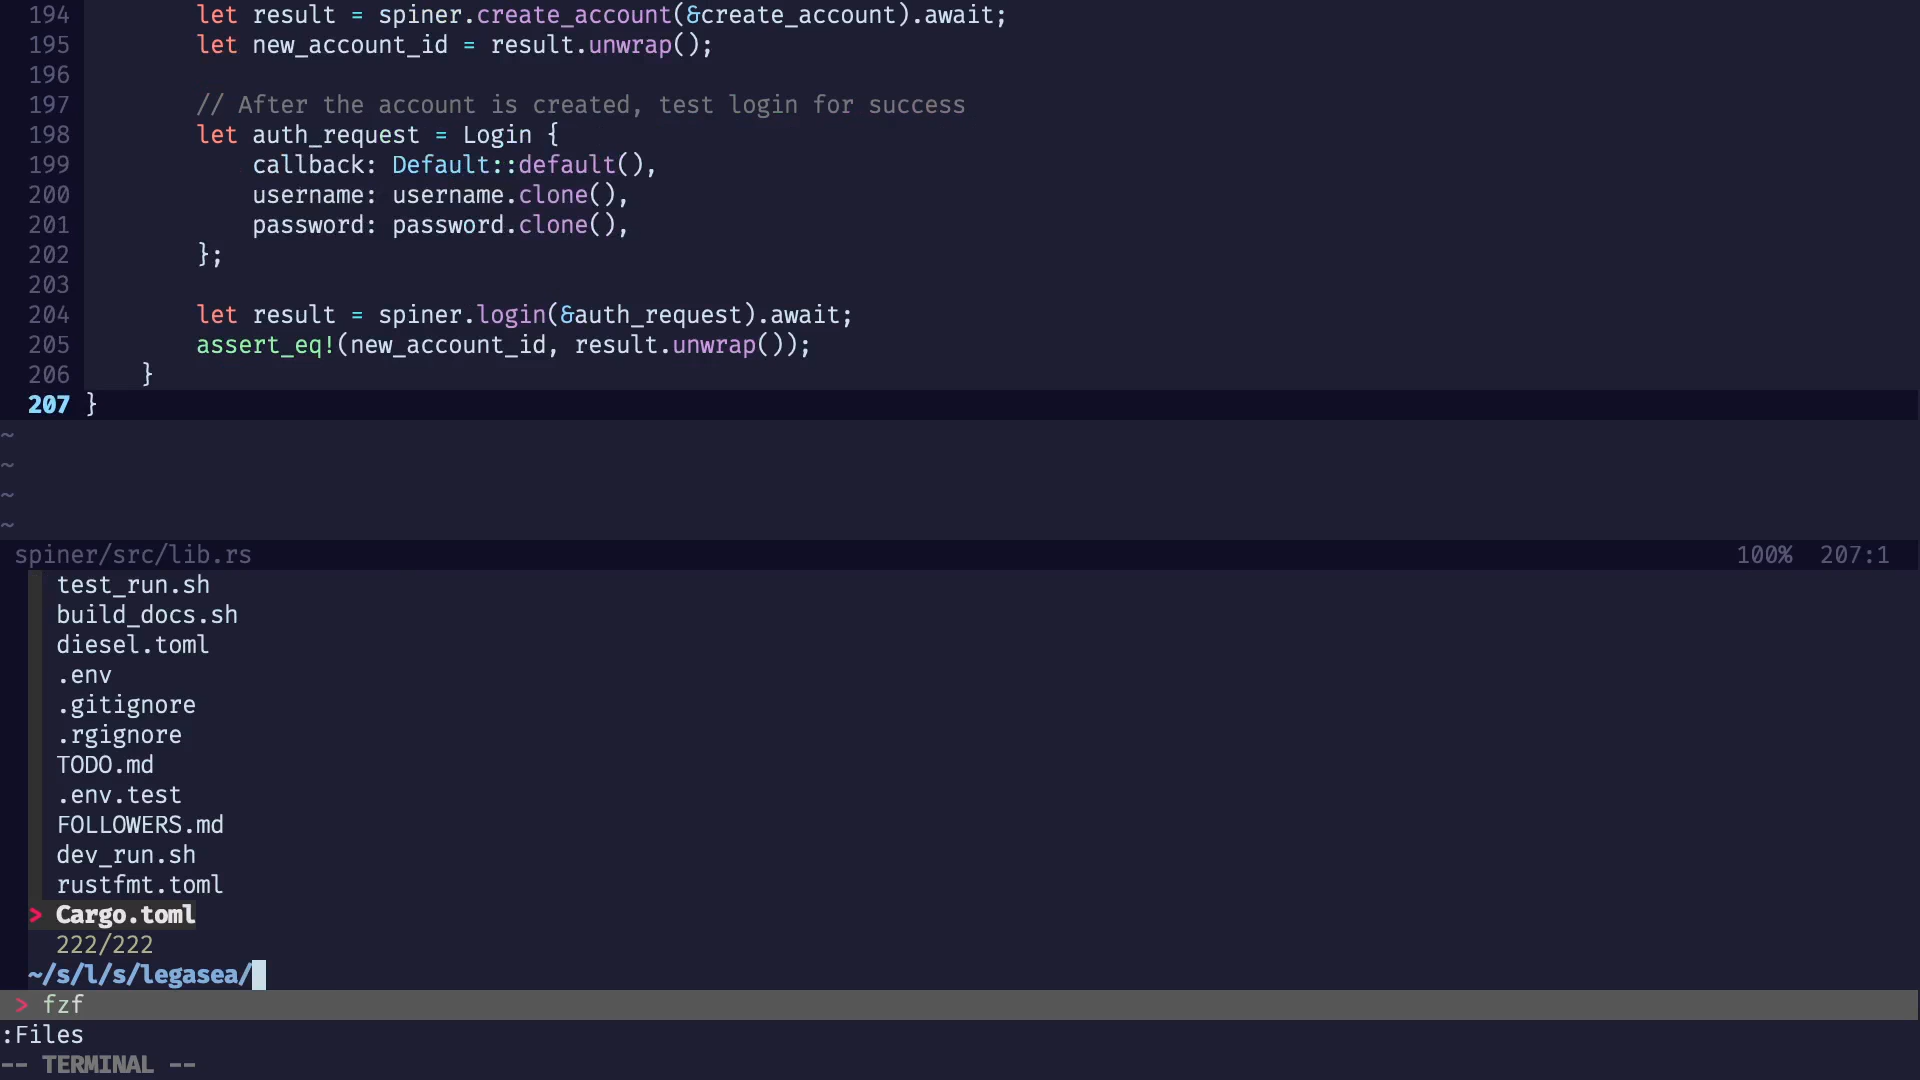 194         let result = spiner.create_account(&create_account).await;
195         let new_account_id = result.unwrap();
196
197         // After the account is created, test login for success
198         let auth_request = Login {
199             callback: Default::default(),
200             username: username.clone(),
201             password: password.clone(),
202         };
203
204         let result = spiner.login(&auth_request).await;
205         assert_eq!(new_account_id, result.unwrap());
206     }
207 }
~
~
~
~
spiner/src/lib.rs 100% 207:1
test_run.sh
build_docs.sh
diesel.toml
.env
.gitignore
.rgignore
TODO.md
.env.test
FOLLOWERS.md
dev_run.sh
rustfmt.toml
> Cargo.toml
222/222
~/s/l/s/legasea/
> fzf
:Files
-- TERMINAL --